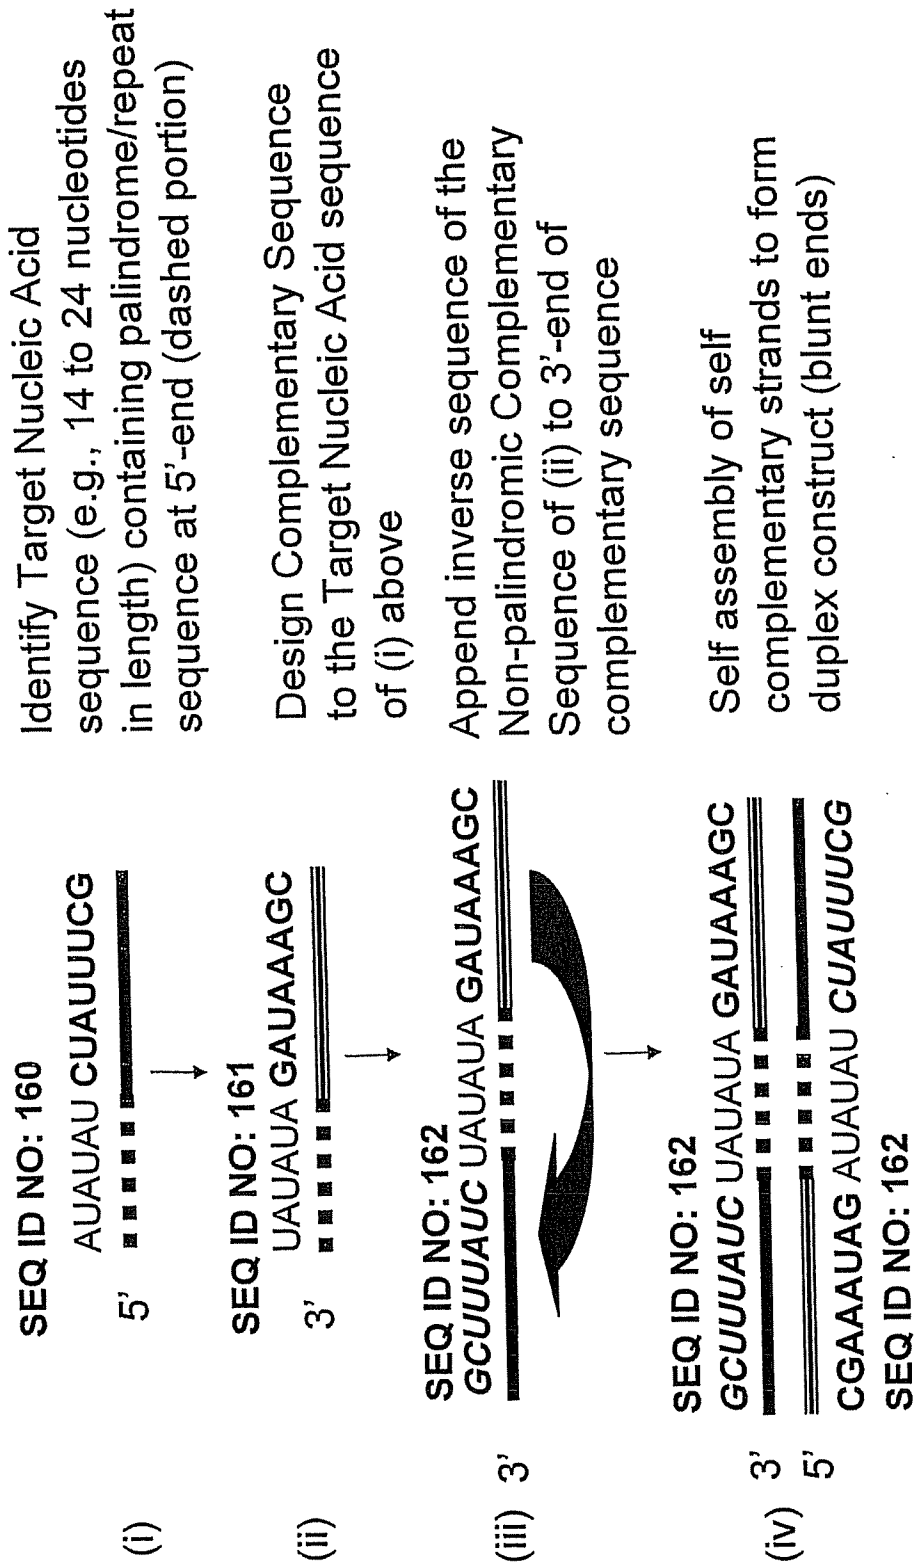 (i)
SEQ ID NO: 160
AUAUAU CUAUUUCG
5’
Identify Target Nucleic Acid
sequence (e.g., 14 to 24 nucleotides
in length) containing palindrome/repeat
sequence at 5’-end (dashed portion)
(ii)
SEQ ID NO: 161
UAUAUA GAUAAAGC
3’
Design Complementary Sequence
to the Target Nucleic Acid sequence
of (i) above
(iii)
SEQ ID NO: 162
GCUUUAUC UAUAUA GAUAAAGC
3’
Append inverse sequence of the
Non-palindromic Complementary
Sequence of (ii) to 3’-end of
complementary sequence
(iv)
SEQ ID NO: 162
GCUUUAUC UAUAUA GAUAAAGC
3’
5’
CGAAAUAG AUAUAU CUAUUUCG
SEQ ID NO: 162
Self assembly of self
complementary strands to form
duplex construct (blunt ends)